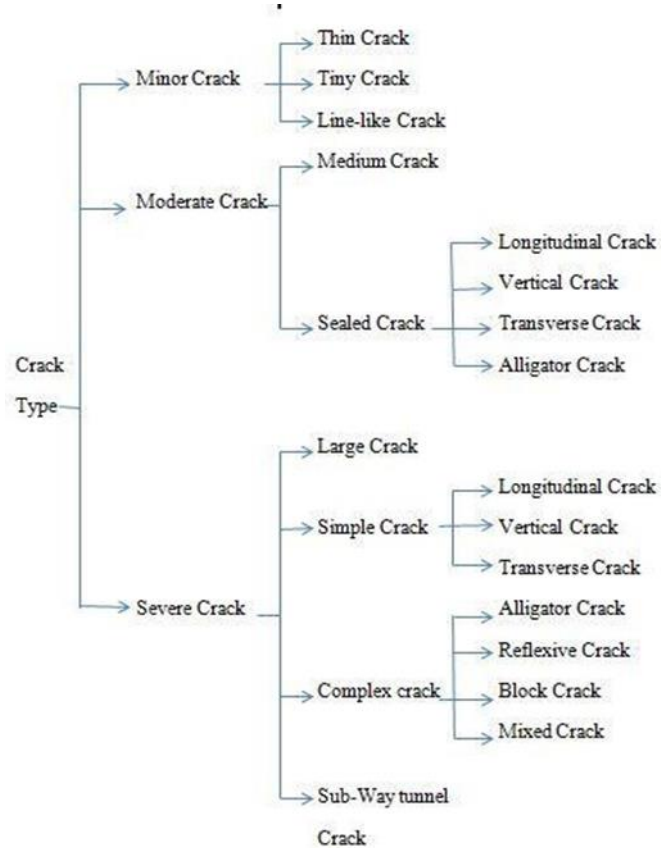 Thin Crack
Minor Crack
Tiny Crack
Line-like Crack
Medium Crack
Moderate Crack
Longitudinal Crack
Vertical Crack
Sealed Crack
Transverse Crack
Alligator Crack
Crack
Type
Large Crack
Longitudinal Crack
Simple Crack
Vertical Crack
Transverse Crack
Severe Crack
Alligator Crack
Reflexive Crack
Complex crack
Block Crack
Mixed Crack
Sub-Way tunnel
Crack